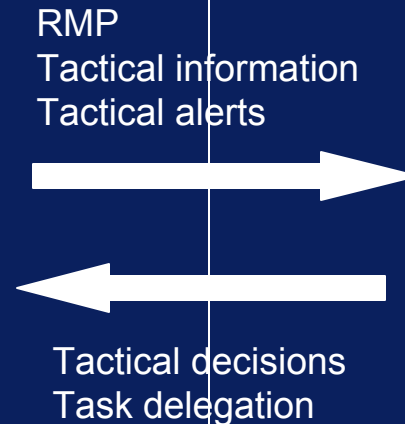 RMP
Tactical information
Tactical alerts
Tactical decisions
Task delegation